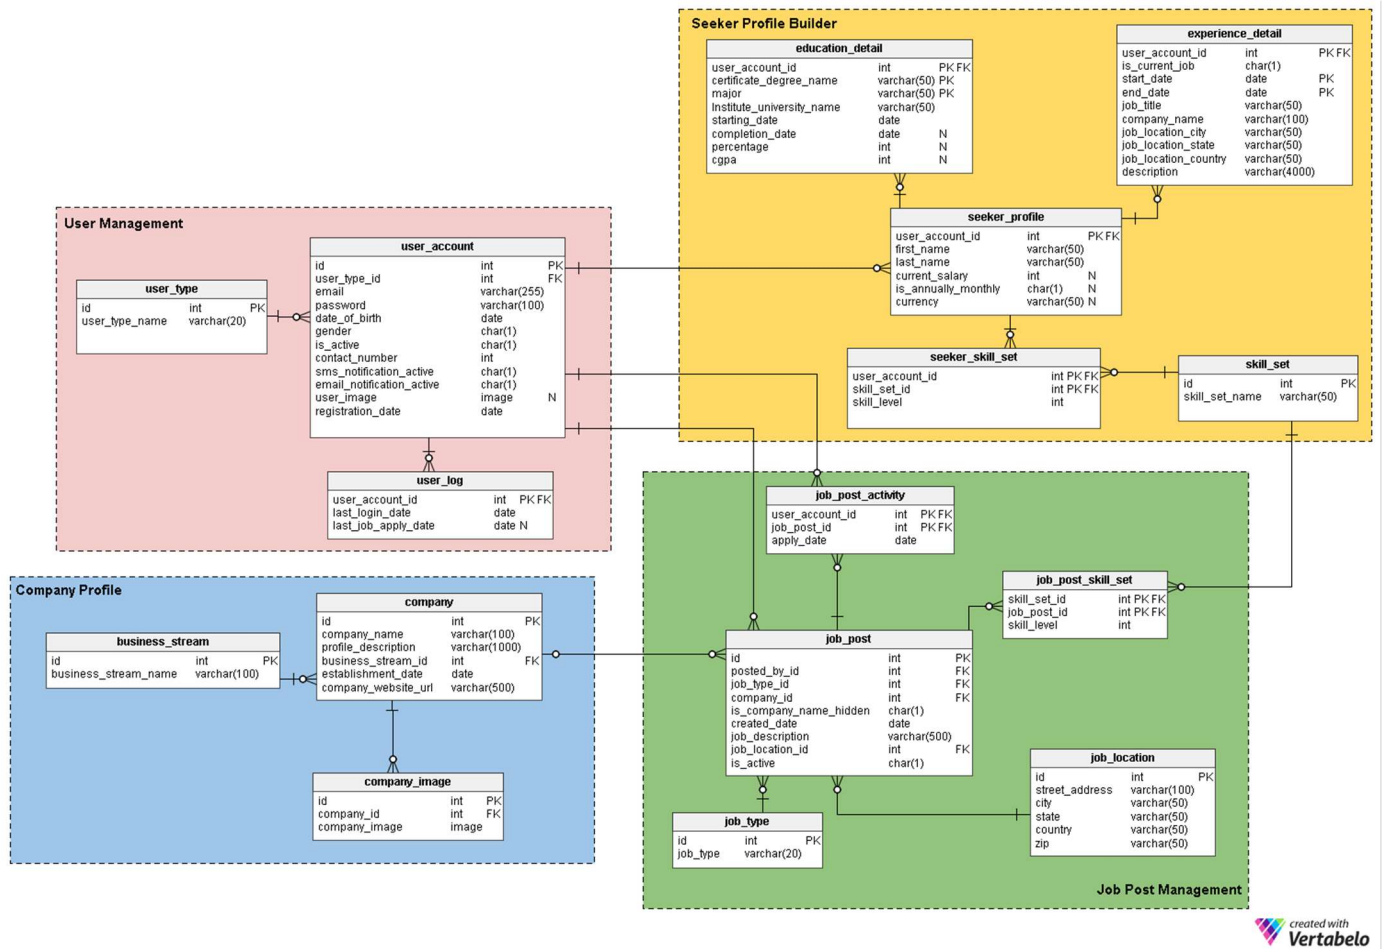 Seeker Profile Builder
education_detail
user_account_id int PK FK
certificate_degree_name varchar(50) PK
major varchar(50) PK
Institute_university_name varchar(50)
starting_date date
completion_date date N
percentage int N
cgpa int N
experience_detail
user_account_id int PK FK
is_current_job char(1)
start_date date PK
end_date date PK
job_title varchar(50)
company_name varchar(100)
job_location_city varchar(50)
job_location_state varchar(50)
job_location_country varchar(50)
description varchar(4000)
seeker_profile
user_account_id int PK FK
first_name varchar(50)
last_name varchar(50)
current_salary int N
is_annually_monthly char(1) N
currency varchar(50) N
seeker_skill_set
user_account_id int PK FK
skill_set_id int PK FK
skill_level int
skill_set
id int PK
skill_set_name varchar(50)
User Management
user_type
id int PK
user_type_name varchar(20)
user_account
id int PK
user_type_id int FK
email varchar(255)
password varchar(100)
date_of_birth date
gender char(1)
is_active char(1)
contact_number int
sms_notification_active char(1)
email_notification_active char(1)
user_image image N
registration_date date
user_log
user_account_id int PK FK
last_login_date date
last_job_apply_date date N
Company Profile
business_stream
id int PK
business_stream_name varchar(100)
company
id int PK
company_name varchar(100)
profile_description varchar(1000)
business_stream_id int FK
establishment_date date
company_website_url varchar(500)
company_image
id int PK
company_id int FK
company_image image
job_post_activity
user_account_id int PK FK
job_post_id int PK FK
apply_date date
job_post_skill_set
skill_set_id int PK FK
job_post_id int PK FK
skill_level int
job_post
id int PK
posted_by_id int FK
job_type_id int FK
company_id int FK
is_company_name_hidden char(1)
created_date date
job_description varchar(500)
job_location_id int FK
is_active char(1)
job_type
id int PK
job_type varchar(20)
job_location
id int PK
street_address varchar(100)
city varchar(50)
state varchar(50)
country varchar(50)
zip varchar(50)
Job Post Management
created with
Vertabelo